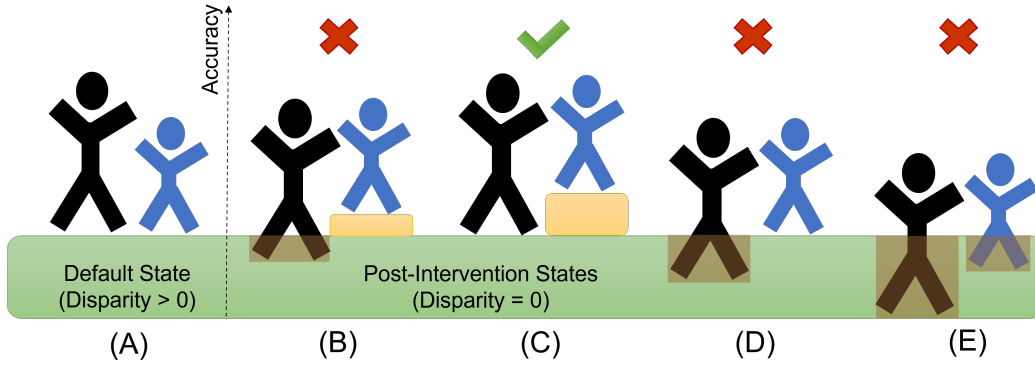 Accuracy
Default State
(Disparity > 0)
Post-Intervention States
(Disparity = 0)
(A)
(B)
(C)
(D)
(E)